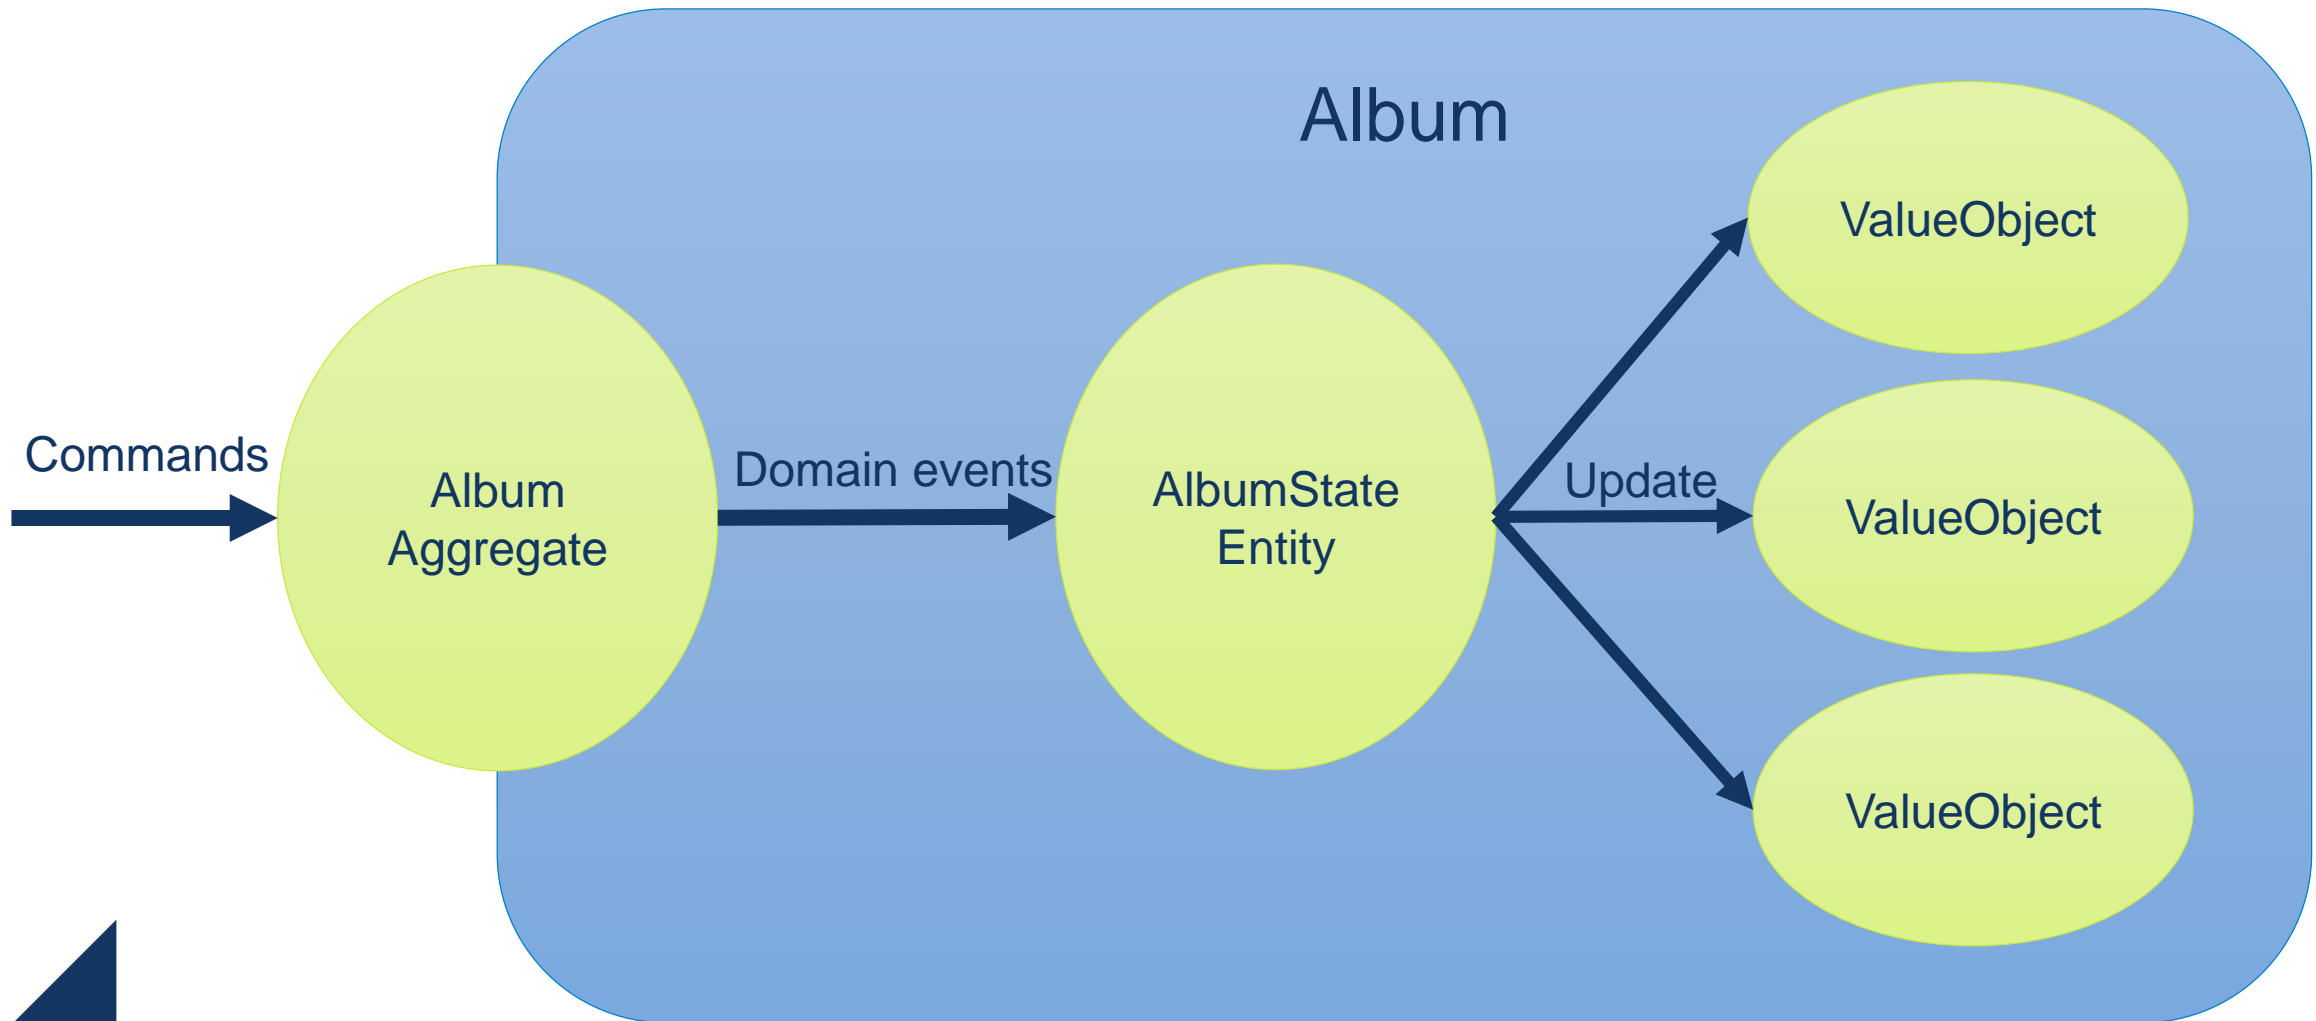 Album
Commands
Album
Aggregate
Domain events
AlbumState
Entity
Update
ValueObject
ValueObject
ValueObject